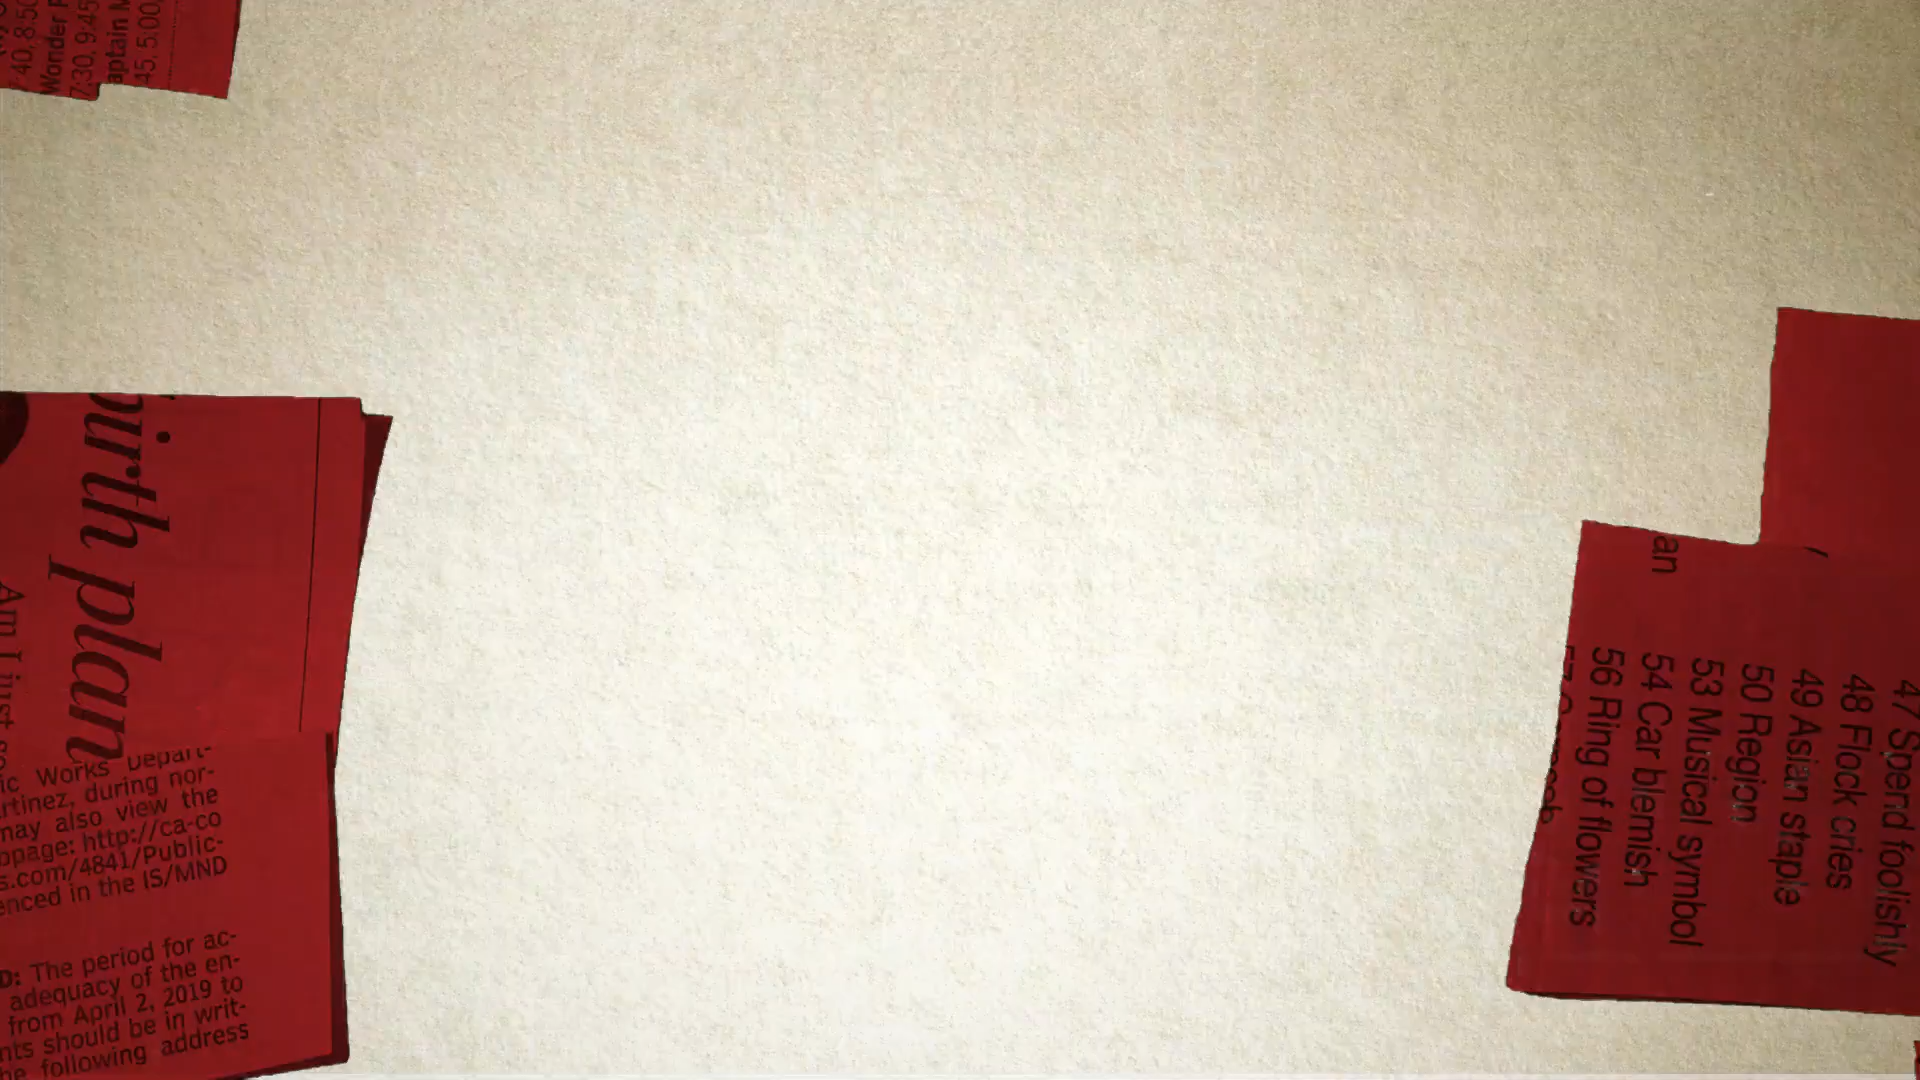 7:40, 8:50
Wonder P
7:30, 9:45
aptain M
45, 5:00,
irth plan
ic Works Depart-
rtinez, during nor-
may also view the
page: http://ca-co
s.com/4841/Public-
enced in the IS/MND
D: The period for ac-
adequacy of the en-
from April 2, 2019 to
nts should be in writ-
he following address
an
47 Spend foolishly
48 Flock cries
49 Asian staple
50 Region
53 Musical symbol
54 Car blemish
56 Ring of flowers